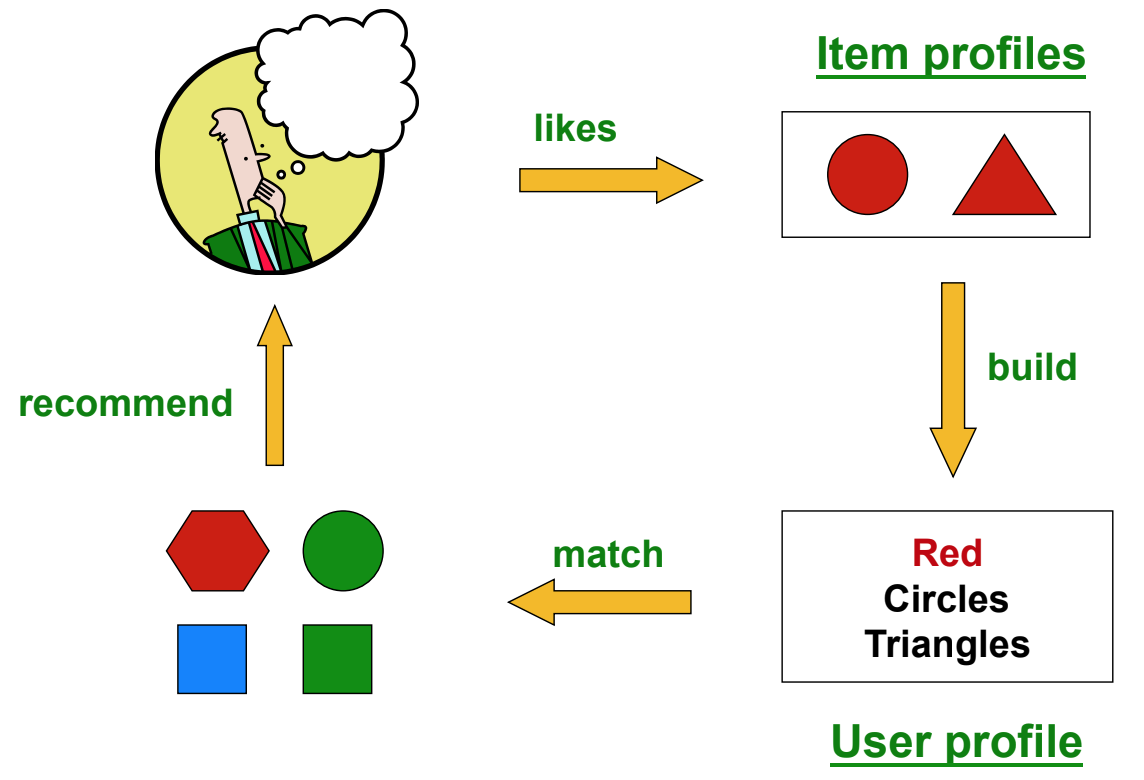 Item profiles
likes
build
recommend
match
Red
Circles
Triangles
User profile